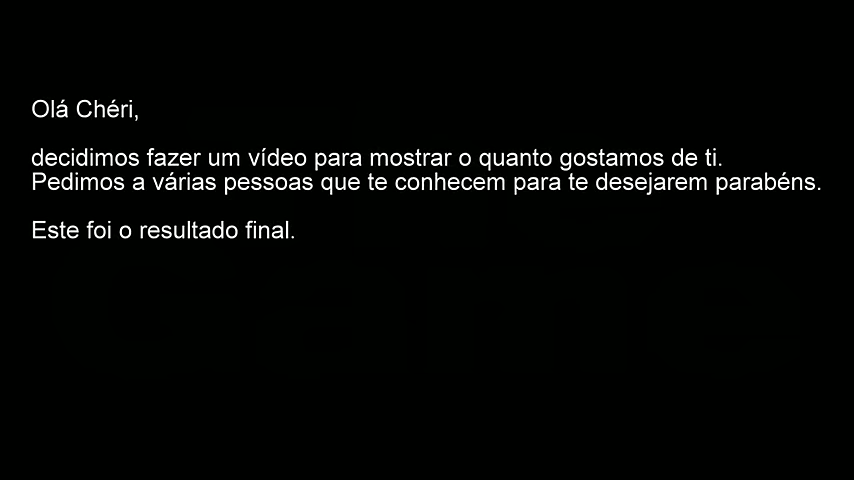 Olá Chéri,
decidimos fazer um vídeo para mostrar o quanto gostamos de ti.
Pedimos a várias pessoas que te conhecem para te desejarem parabéns.
Este foi o resultado final.